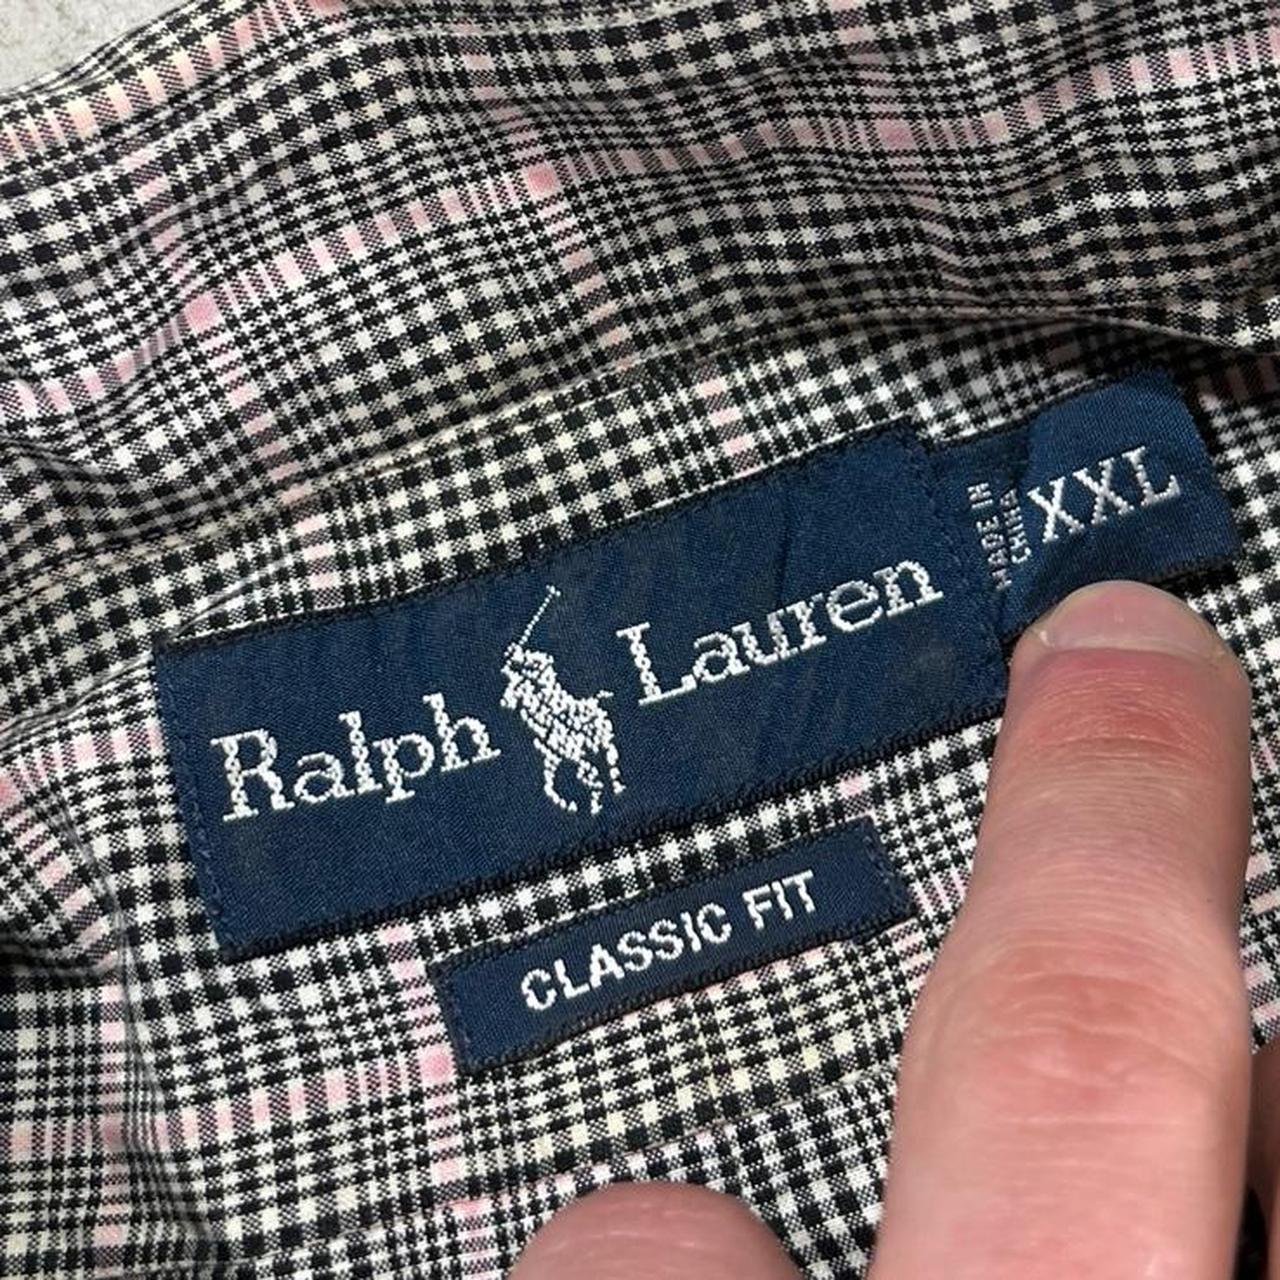 Ralph Lauren
MADE IN
CHINA
XXL
CLASSIC FIT